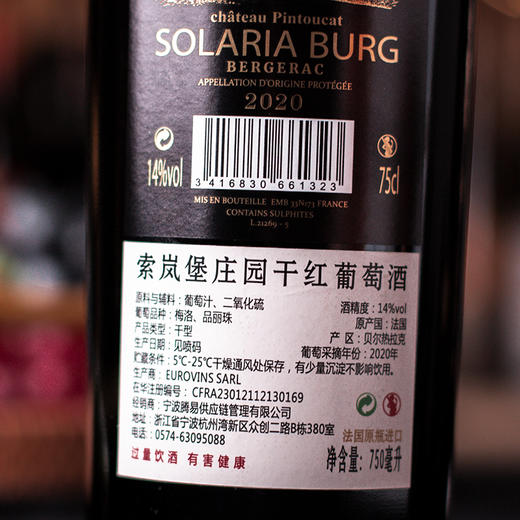 château Pintoucat
SOLARIA BURG
BERGERAC
APPELLATION D'ORIGINE PROTÉGÉE
2020
14%vol
75cl
3 416830 661323
MIS EN BOUTEILLE EMB 33N173 FRANCE
CONTAINS SULPHITES
L.21269 - 5
索岚堡庄园干红葡萄酒
原料与辅料：葡萄汁、二氧化硫 酒精度：14%vol
葡萄品种：梅洛、品丽珠 原产国：法国
产品类型：干型 产 区：贝尔热拉克
生产日期：见喷码 葡萄采摘年份：2020年
贮藏条件：5℃-25℃干燥通风处保存，有少量沉淀不影响饮用。
生产商：EUROVINS SARL
在华注册编号：CFRA23012112130169
经销商：宁波腾易供应链管理有限公司
地址：浙江省宁波杭州湾新区众创二路B栋380室
电话：0574-63095088
法国原瓶进口
过量饮酒 有害健康
净含量：750毫升